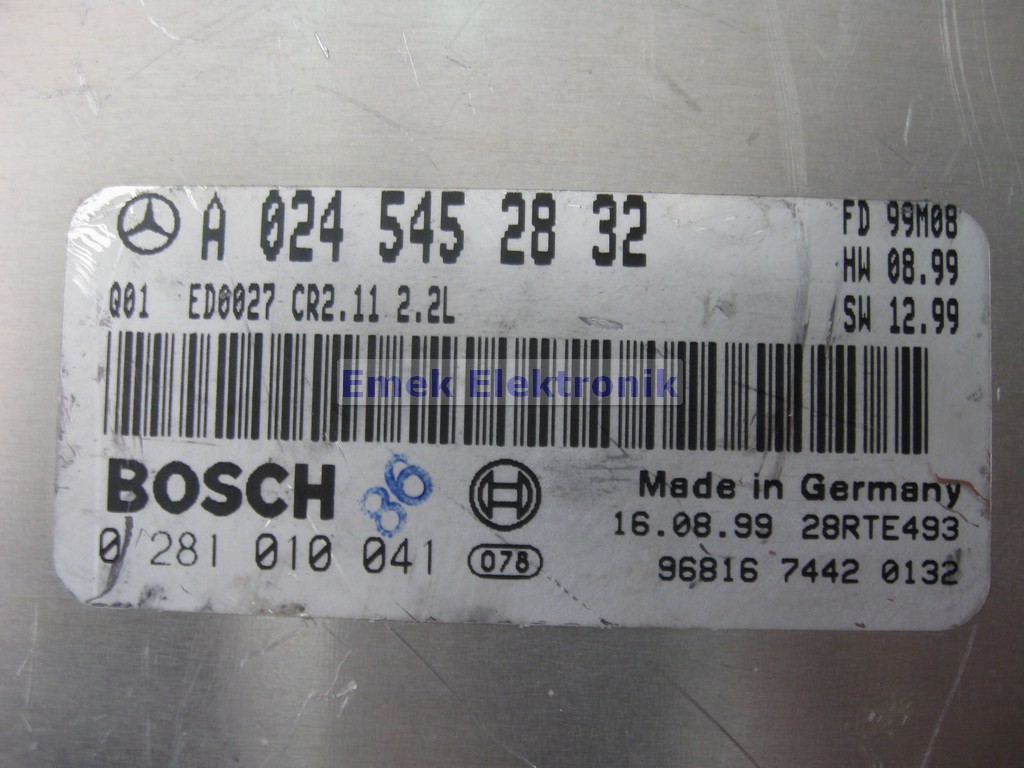 A 024 545 28 32
FD 99M08
HW 08.99
Q01 ED0027 CR2.11 2.2L
SW 12.99
Emek Elektronik
BOSCH
86
Made in Germany
16.08.99 28RTE493
0 281 010 041
078
96816 7442 0132